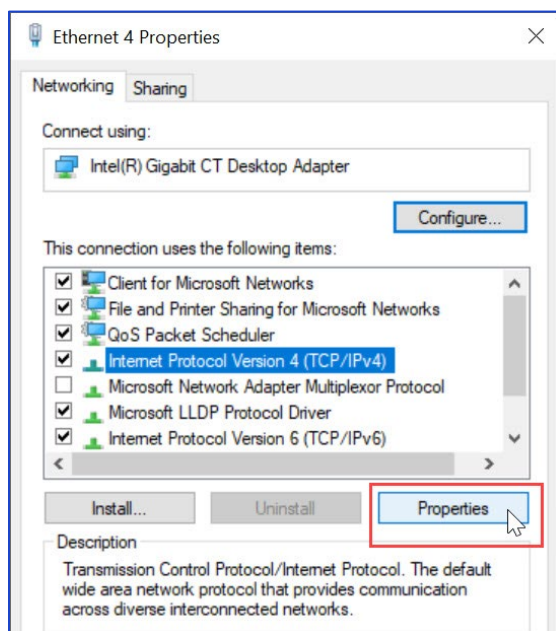 Ethernet 4 Properties
Networking
Sharing
Connect using:
Intel(R) Gigabit CT Desktop Adapter
Configure...
This connection uses the following items:
Client for Microsoft Networks
File and Printer Sharing for Microsoft Networks
QoS Packet Scheduler
Internet Protocol Version 4 (TCP/IPv4)
Microsoft Network Adapter Multiplexor Protocol
Microsoft LLDP Protocol Driver
Internet Protocol Version 6 (TCP/IPv6)
Install...
Uninstall
Properties
Description
Transmission Control Protocol/Internet Protocol. The default
wide area network protocol that provides communication
across diverse interconnected networks.